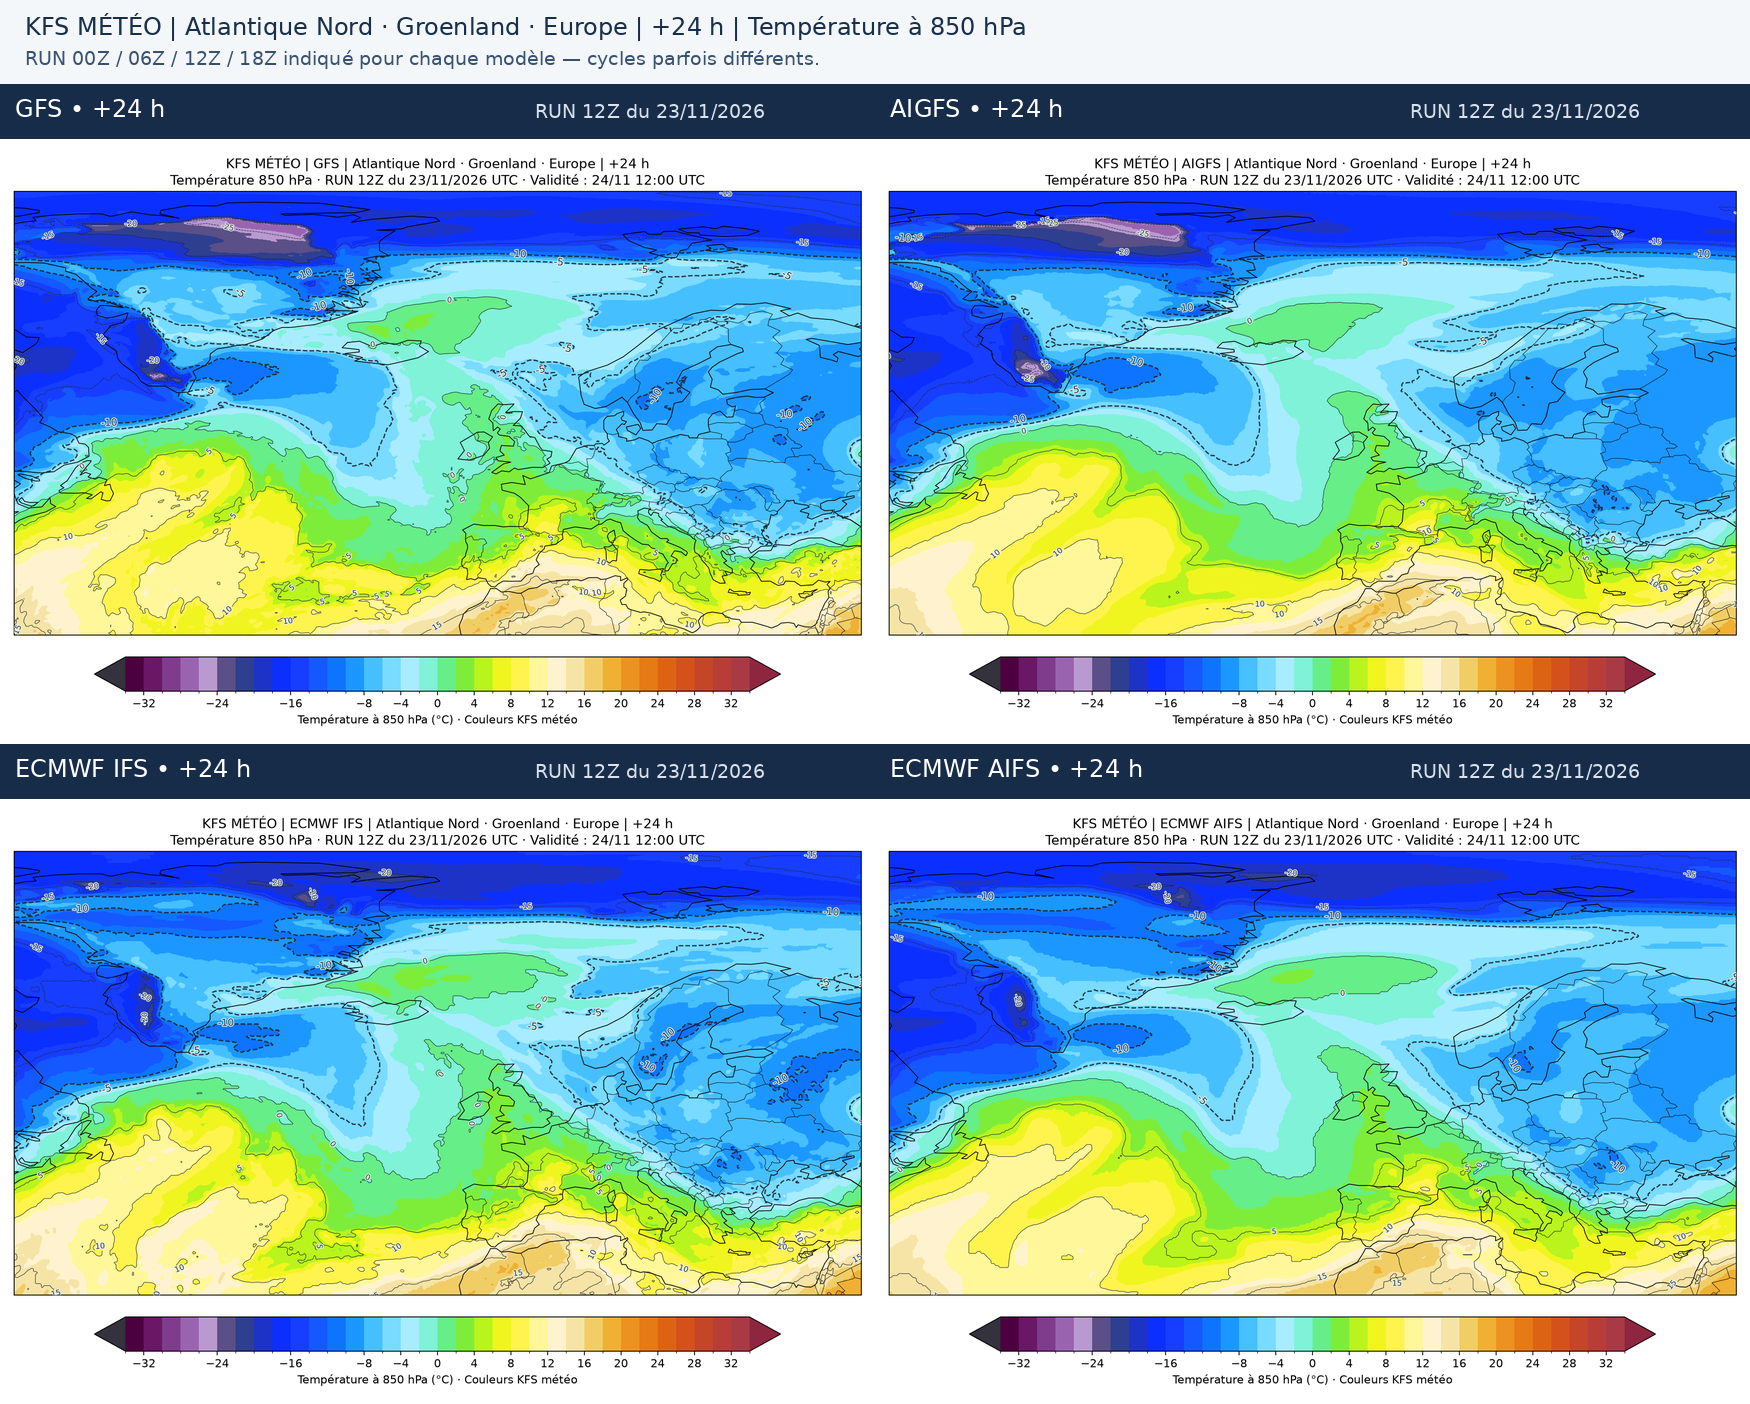 KFS MÉTÉO | Atlantique Nord · Groenland · Europe | +24 h | Température à 850 hPa
RUN 00Z / 06Z / 12Z / 18Z indiqué pour chaque modèle — cycles parfois différents.
GFS • +24 h
RUN 12Z du 23/11/2026
AIGFS • +24 h
RUN 12Z du 23/11/2026
KFS MÉTÉO | GFS | Atlantique Nord · Groenland · Europe | +24 h
Température 850 hPa · RUN 12Z du 23/11/2026 UTC · Validité : 24/11 12:00 UTC
KFS MÉTÉO | AIGFS | Atlantique Nord · Groenland · Europe | +24 h
Température 850 hPa · RUN 12Z du 23/11/2026 UTC · Validité : 24/11 12:00 UTC
−32 −24 −16 −8 −4 0 4 8 12 16 20 24 28 32
Température à 850 hPa (°C) · Couleurs KFS météo
−32 −24 −16 −8 −4 0 4 8 12 16 20 24 28 32
Température à 850 hPa (°C) · Couleurs KFS météo
ECMWF IFS • +24 h
RUN 12Z du 23/11/2026
ECMWF AIFS • +24 h
RUN 12Z du 23/11/2026
KFS MÉTÉO | ECMWF IFS | Atlantique Nord · Groenland · Europe | +24 h
Température 850 hPa · RUN 12Z du 23/11/2026 UTC · Validité : 24/11 12:00 UTC
KFS MÉTÉO | ECMWF AIFS | Atlantique Nord · Groenland · Europe | +24 h
Température 850 hPa · RUN 12Z du 23/11/2026 UTC · Validité : 24/11 12:00 UTC
−32 −24 −16 −8 −4 0 4 8 12 16 20 24 28 32
Température à 850 hPa (°C) · Couleurs KFS météo
−32 −24 −16 −8 −4 0 4 8 12 16 20 24 28 32
Température à 850 hPa (°C) · Couleurs KFS météo